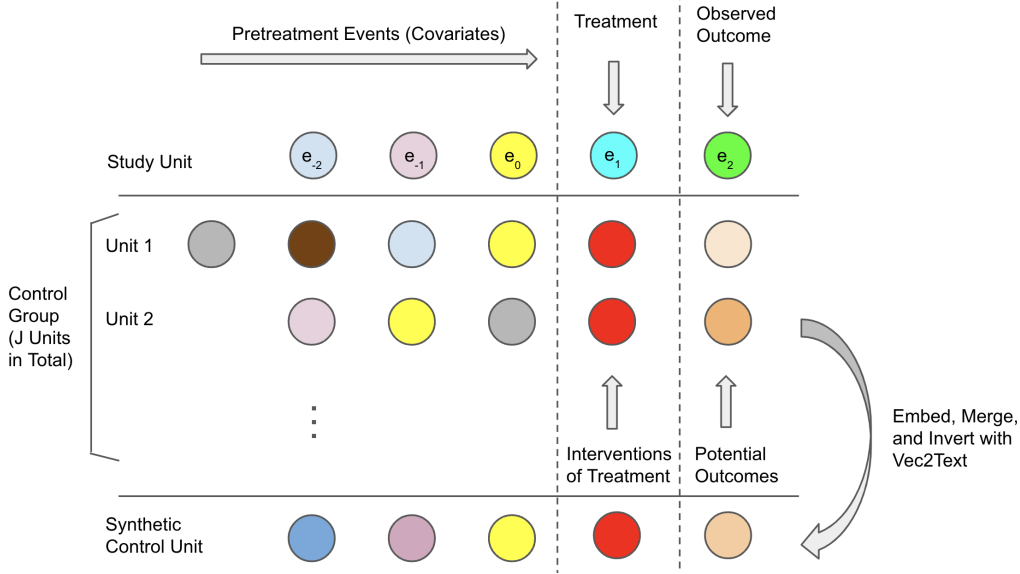 Pretreatment Events (Covariates)
Treatment
Observed
Outcome
Study Unit
e-2
e-1
e0
e1
e2
Control
Group
(J Units
in Total)
Unit 1
Unit 2
Interventions
of Treatment
Potential
Outcomes
Embed, Merge,
and Invert with
Vec2Text
Synthetic
Control Unit